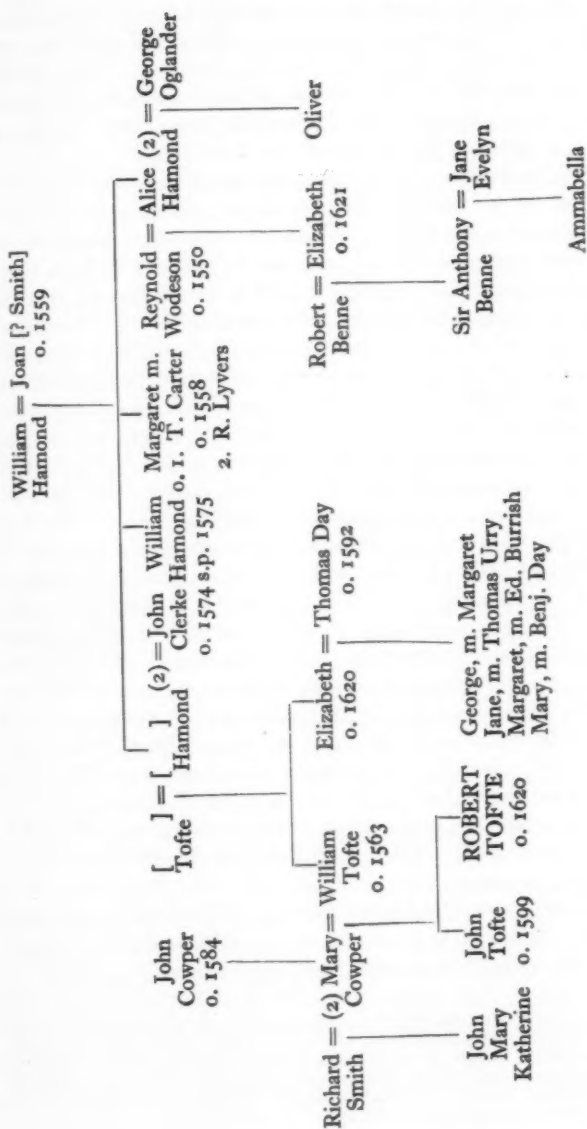 William = Joan [? Smith]
Hamond o. 1559
[ ] = [ ] (2) = John William Margaret m. Reynold = Alice (2) = George
Tofte Hamond Clerke Hamond o. 1. T. Carter Wodeson Hamond Oglander
o. 1574 s.p. 1575 o. 1558 o. 1550
2. R. Lyvers
John
Cowper
o. 1584
Richard = (2) Mary = William
Smith Cowper Tofte
o. 1563
Elizabeth = Thomas Day
o. 1620 o. 1592
Robert = Elizabeth
Benne o. 1621
Oliver
John
Mary
Katherine
John
Tofte
o. 1599
ROBERT
TOFTE
o. 1620
George, m. Margaret
Jane, m. Thomas Urry
Margaret, m. Ed. Burrish
Mary, m. Benj. Day
Sir Anthony = Jane
Benne Evelyn
Ammabella